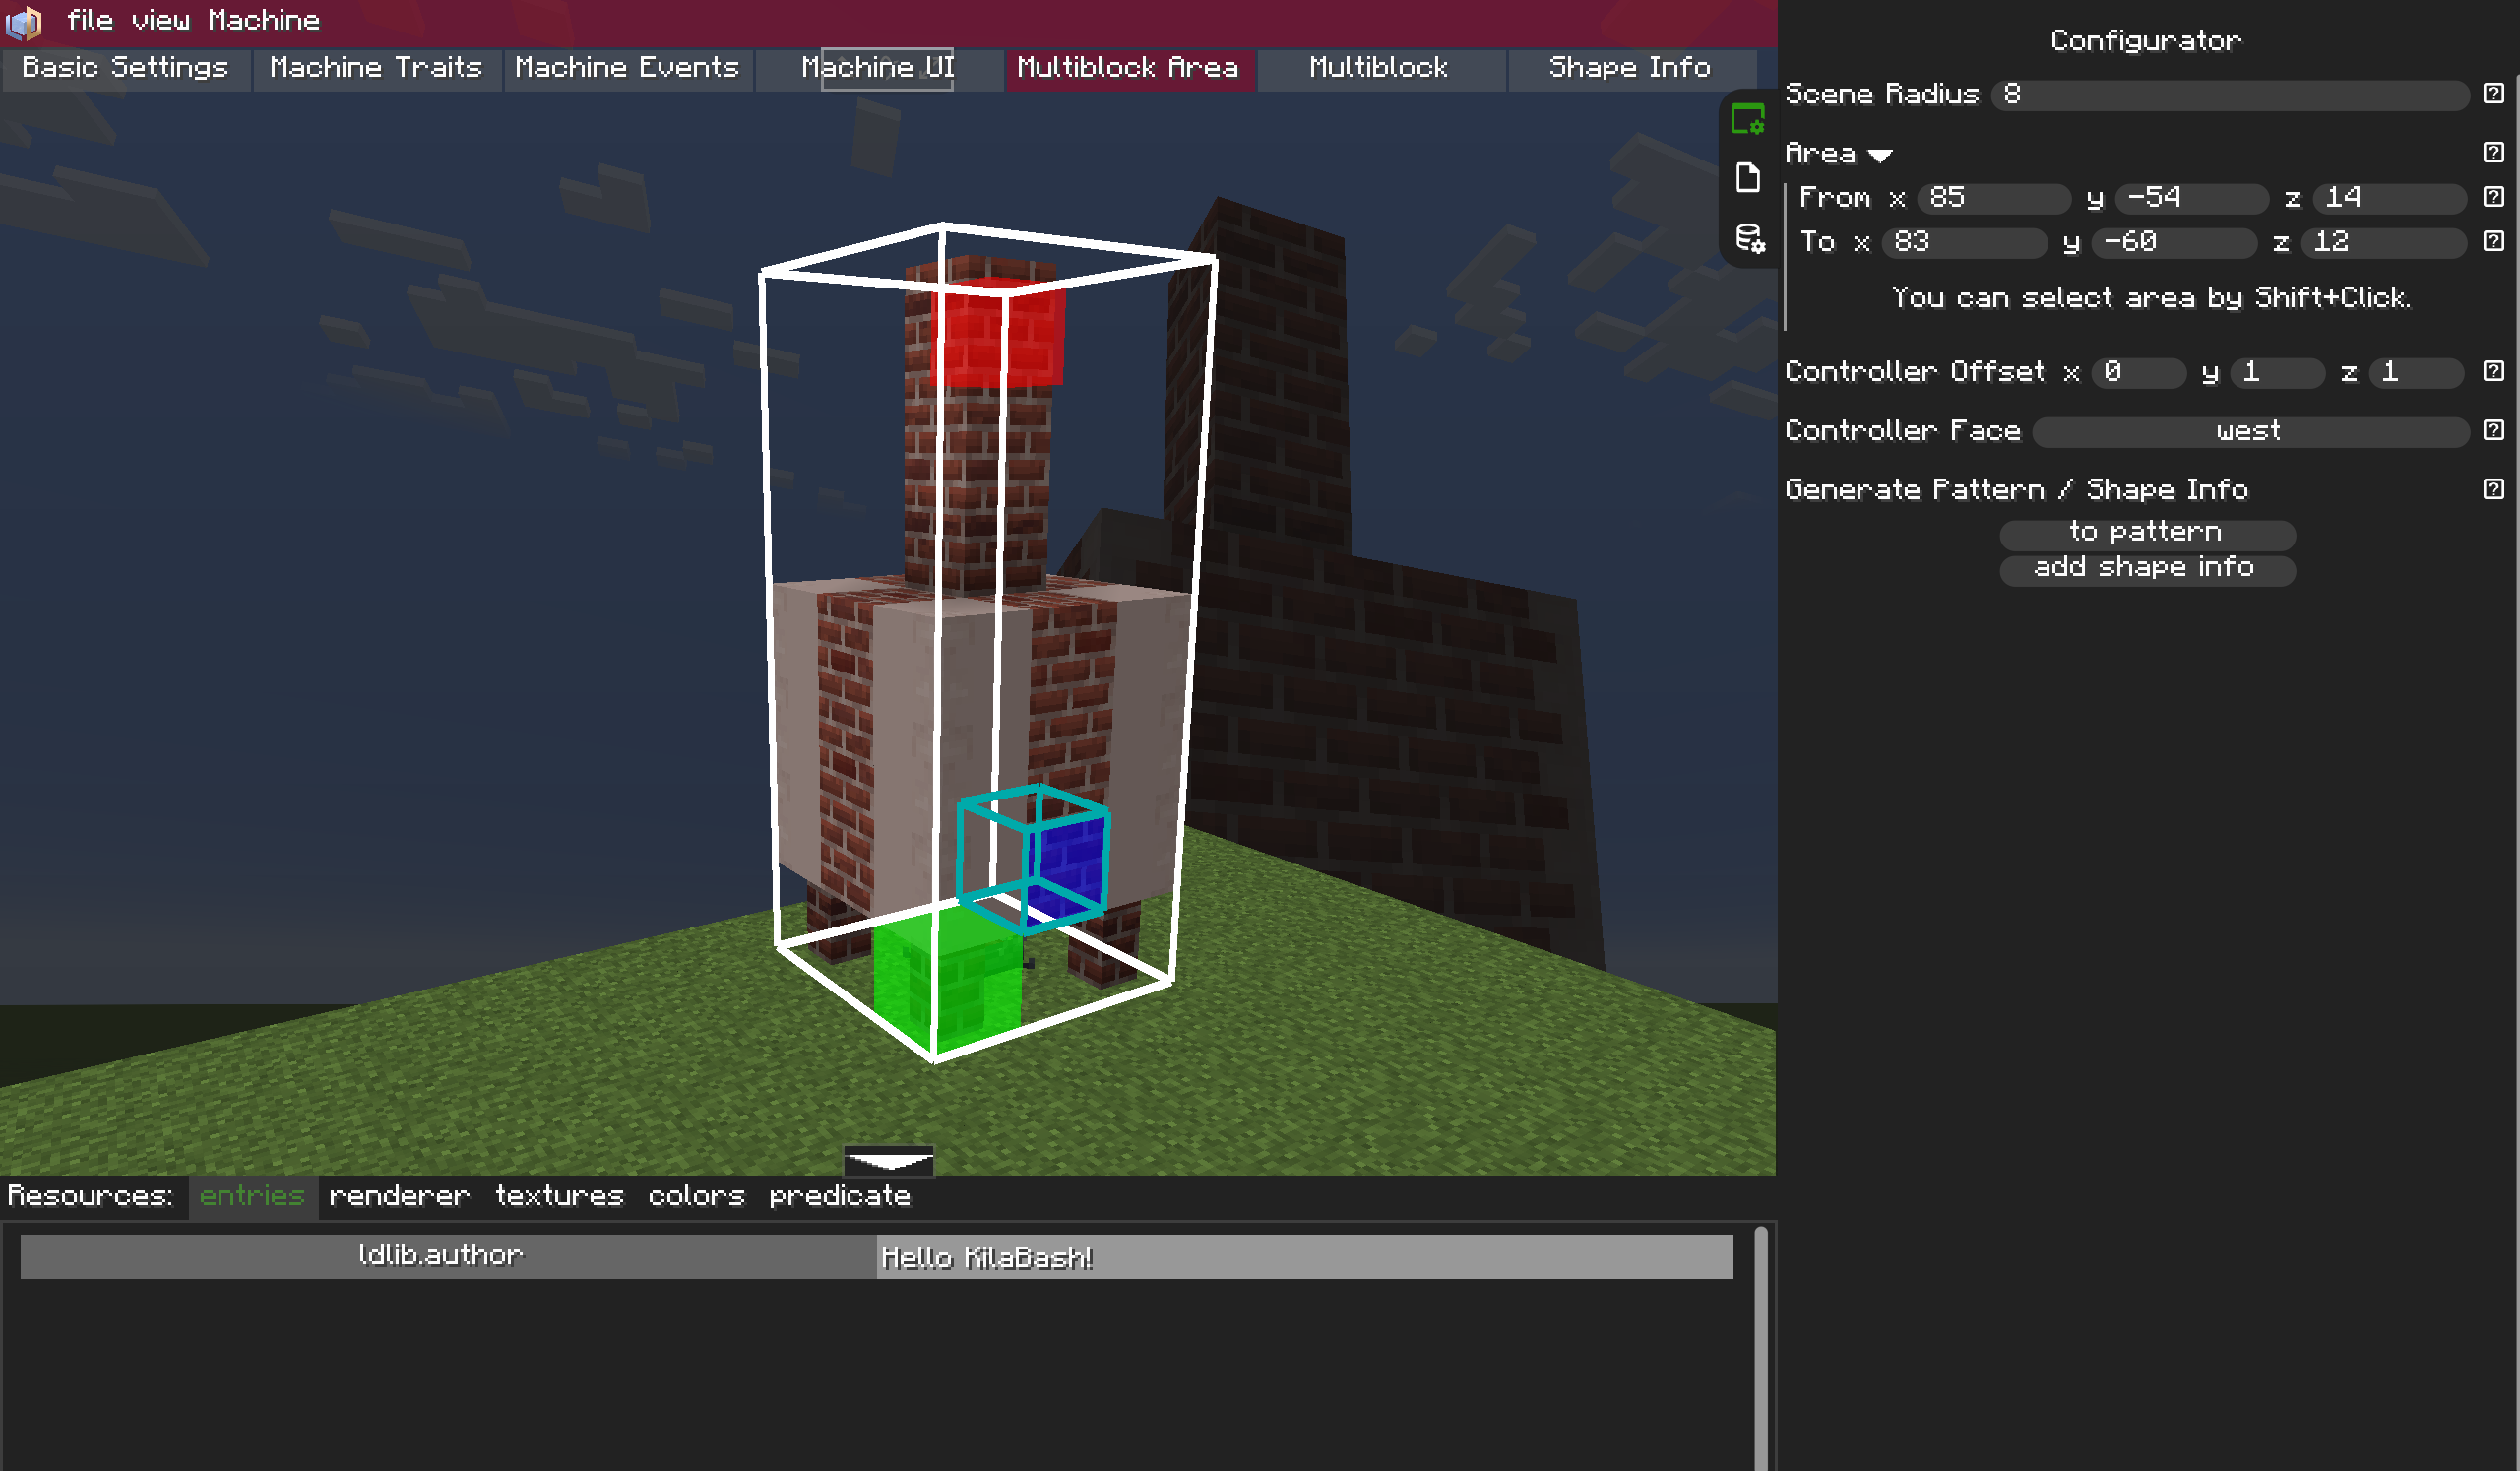 file view Machine
Basic Settings Machine Traits Machine Events Machine UI Multiblock Area Multiblock Shape Info
Configurator
Scene Radius 8
Area
From x 85 y -54 z 14
To x 83 y -60 z 12
You can select area by Shift+Click.
Controller Offset x 0 y 1 z 1
Controller Face west
Generate Pattern / Shape Info
to pattern
add shape info
Resources: entries renderer textures colors predicate
ldlib.author Hello KilaBash!